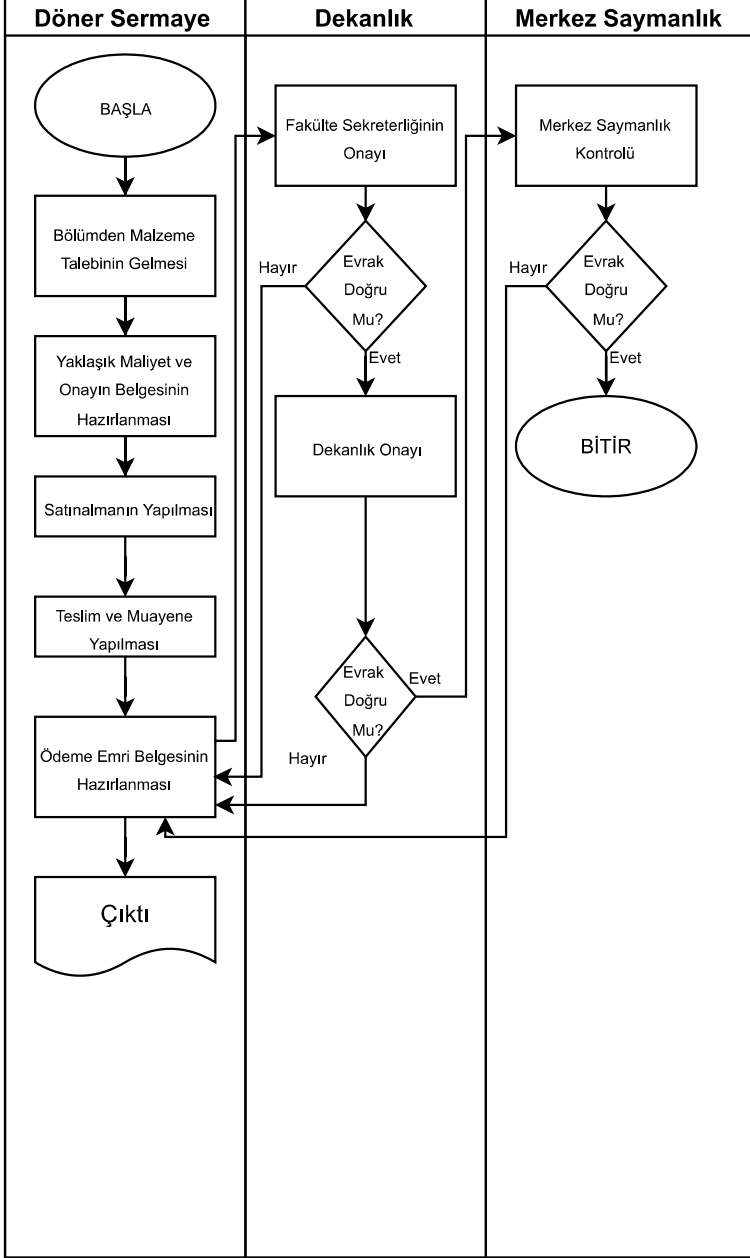 Döner Sermaye
Dekanlık
Merkez Saymanlık
BAŞLA
Bölümden Malzeme
Talebinin Gelmesi
Yaklaşık Maliyet ve
Onayın Belgesinin
Hazırlanması
Satınalmanın Yapılması
Teslim ve Muayene
Yapılması
Ödeme Emri Belgesinin
Hazırlanması
Çıktı
Fakülte Sekreterliğinin
Onayı
Evrak
Doğru
Mu?
Hayır
Evet
Dekanlık Onayı
Evrak
Doğru
Mu?
Evet
Hayır
Merkez Saymanlık
Kontrolü
Evrak
Doğru
Mu?
Hayır
Evet
BİTİR